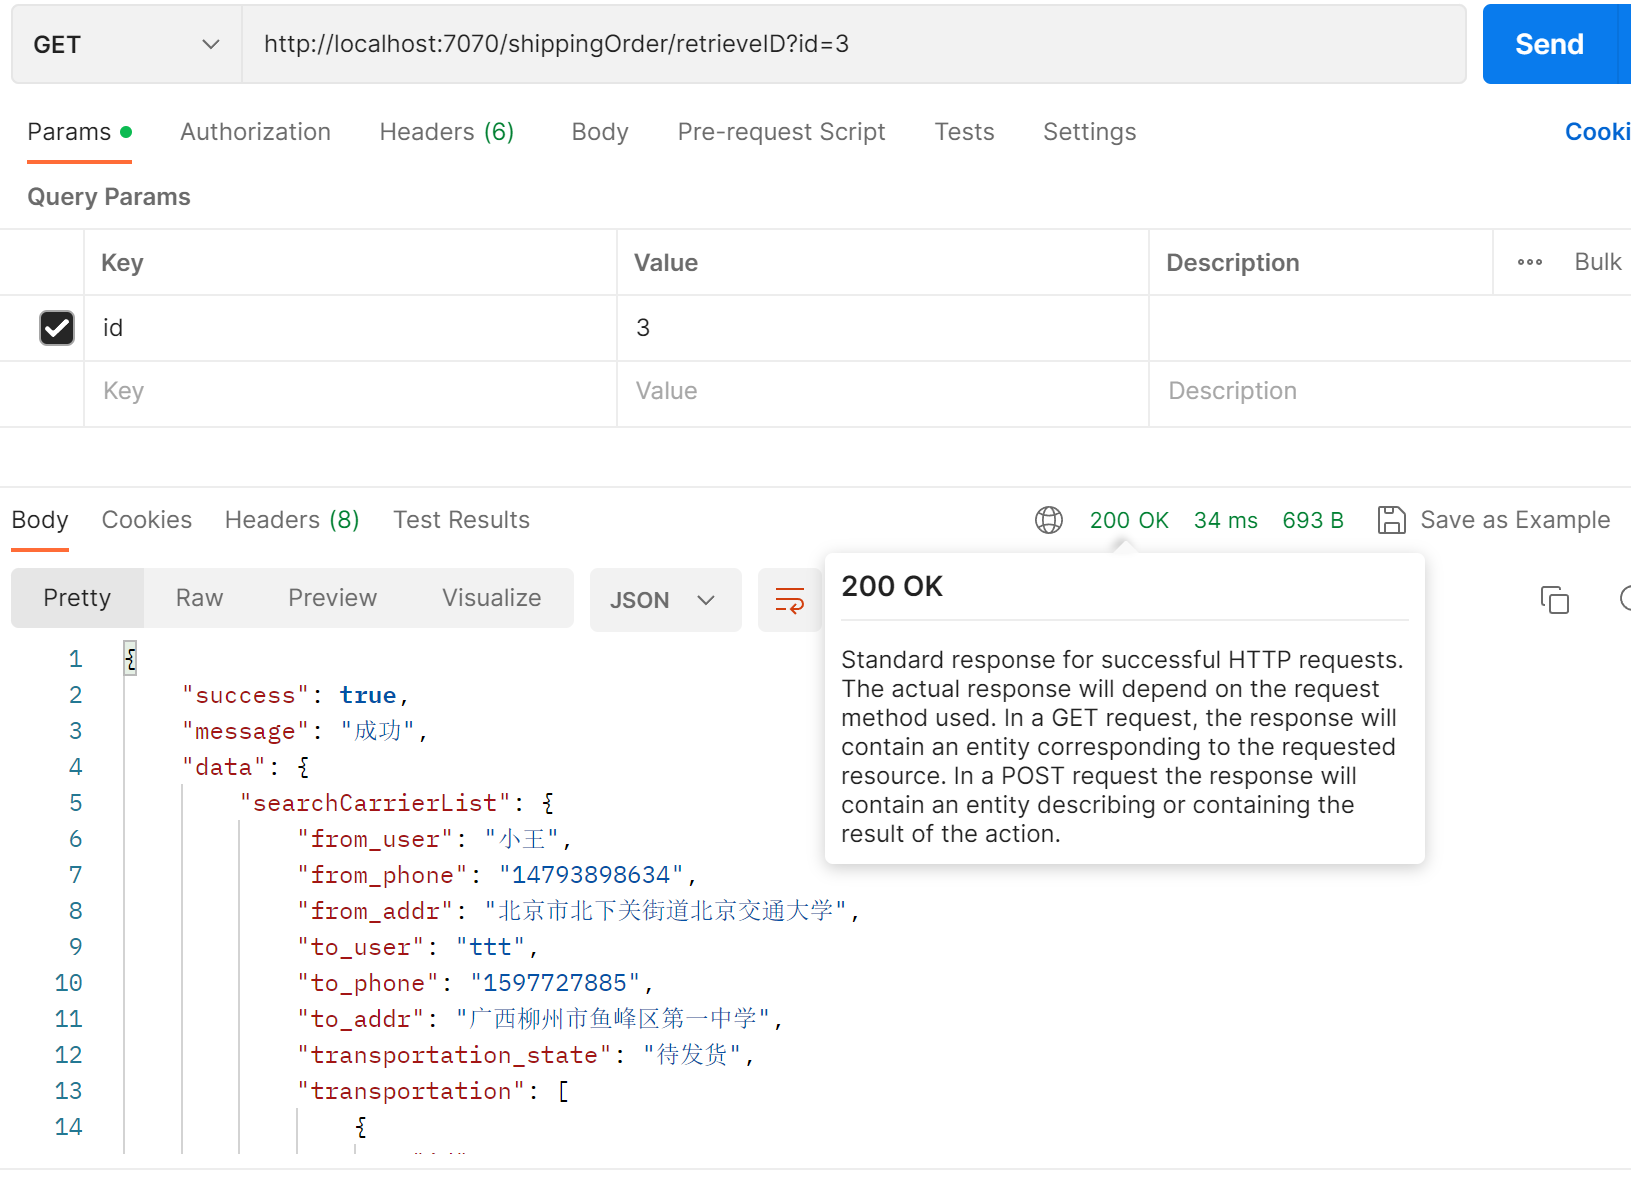 GET http://localhost:7070/shippingOrder/retrieveID?id=3 Send
Params Authorization Headers (6) Body Pre-request Script Tests Settings Cooki
Query Params
Key Value Description Bulk
id 3
Key Value Description
Body Cookies Headers (8) Test Results 200 OK 34 ms 693 B Save as Example
Pretty Raw Preview Visualize JSON
200 OK
Standard response for successful HTTP requests.
The actual response will depend on the request
method used. In a GET request, the response will
contain an entity corresponding to the requested
resource. In a POST request the response will
contain an entity describing or containing the
result of the action.
1 {
2 "success": true,
3 "message": "成功",
4 "data": {
5 "searchCarrierList": {
6 "from_user": "小王",
7 "from_phone": "14793898634",
8 "from_addr": "北京市北下关街道北京交通大学",
9 "to_user": "ttt",
10 "to_phone": "1597727885",
11 "to_addr": "广西柳州市鱼峰区第一中学",
12 "transportation_state": "待发货",
13 "transportation": [
14 {